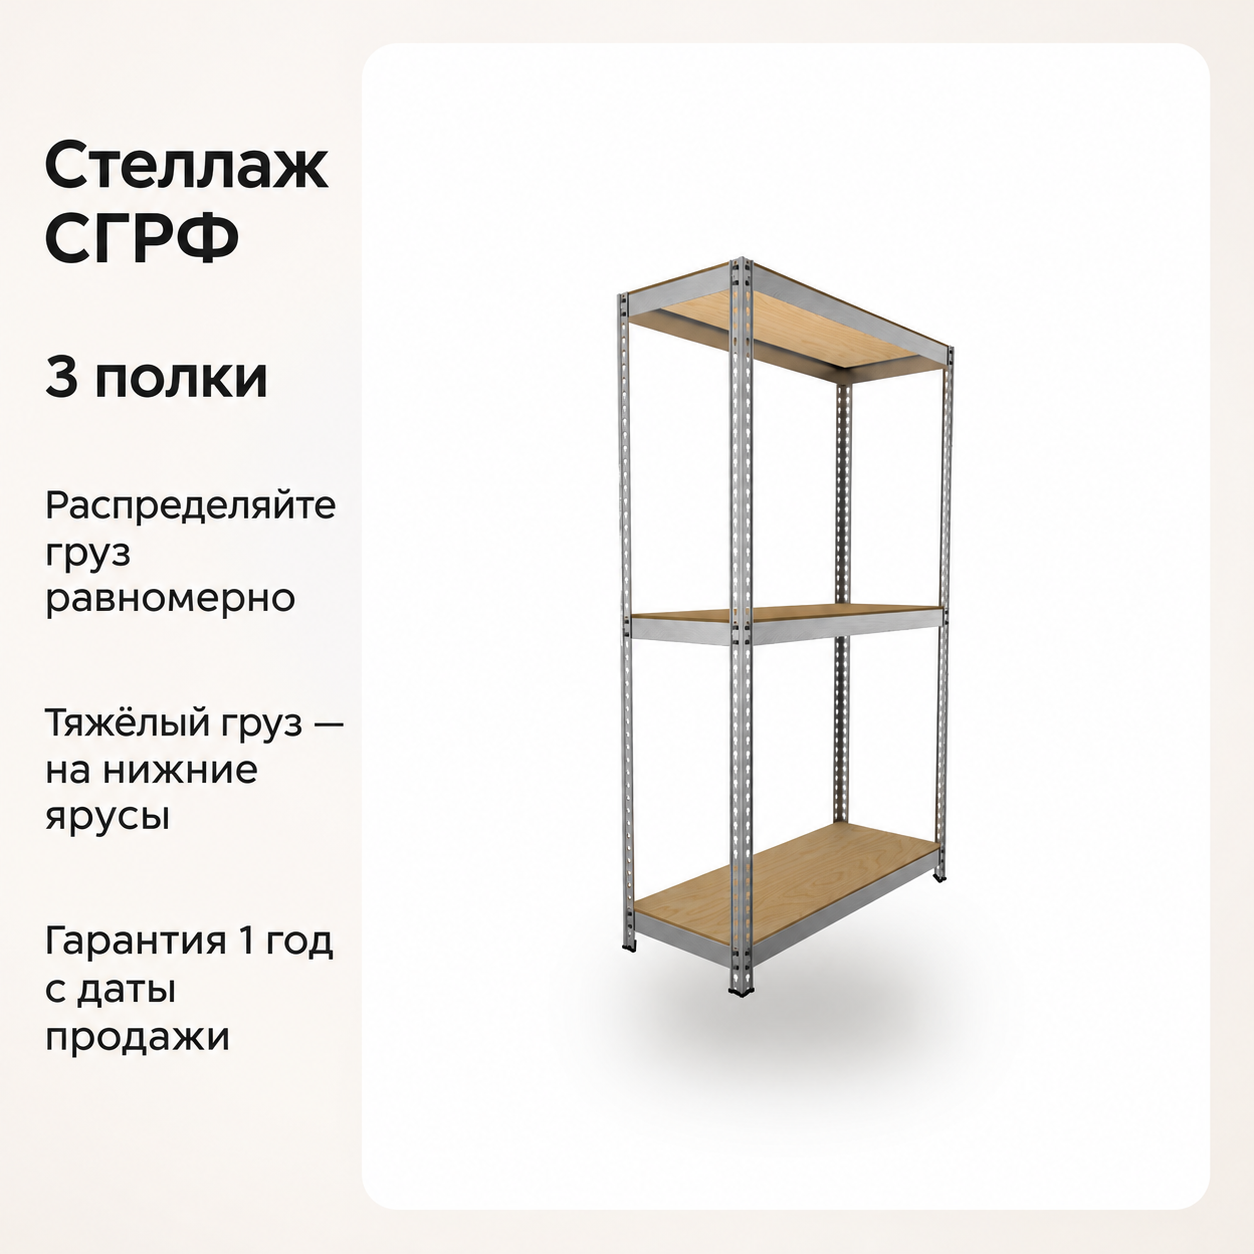 Стеллаж
СГРФ
3 полки
Распределяйте
груз
равномерно
Тяжёлый груз —
на нижние
ярусы
Гарантия 1 год
с даты
продажи